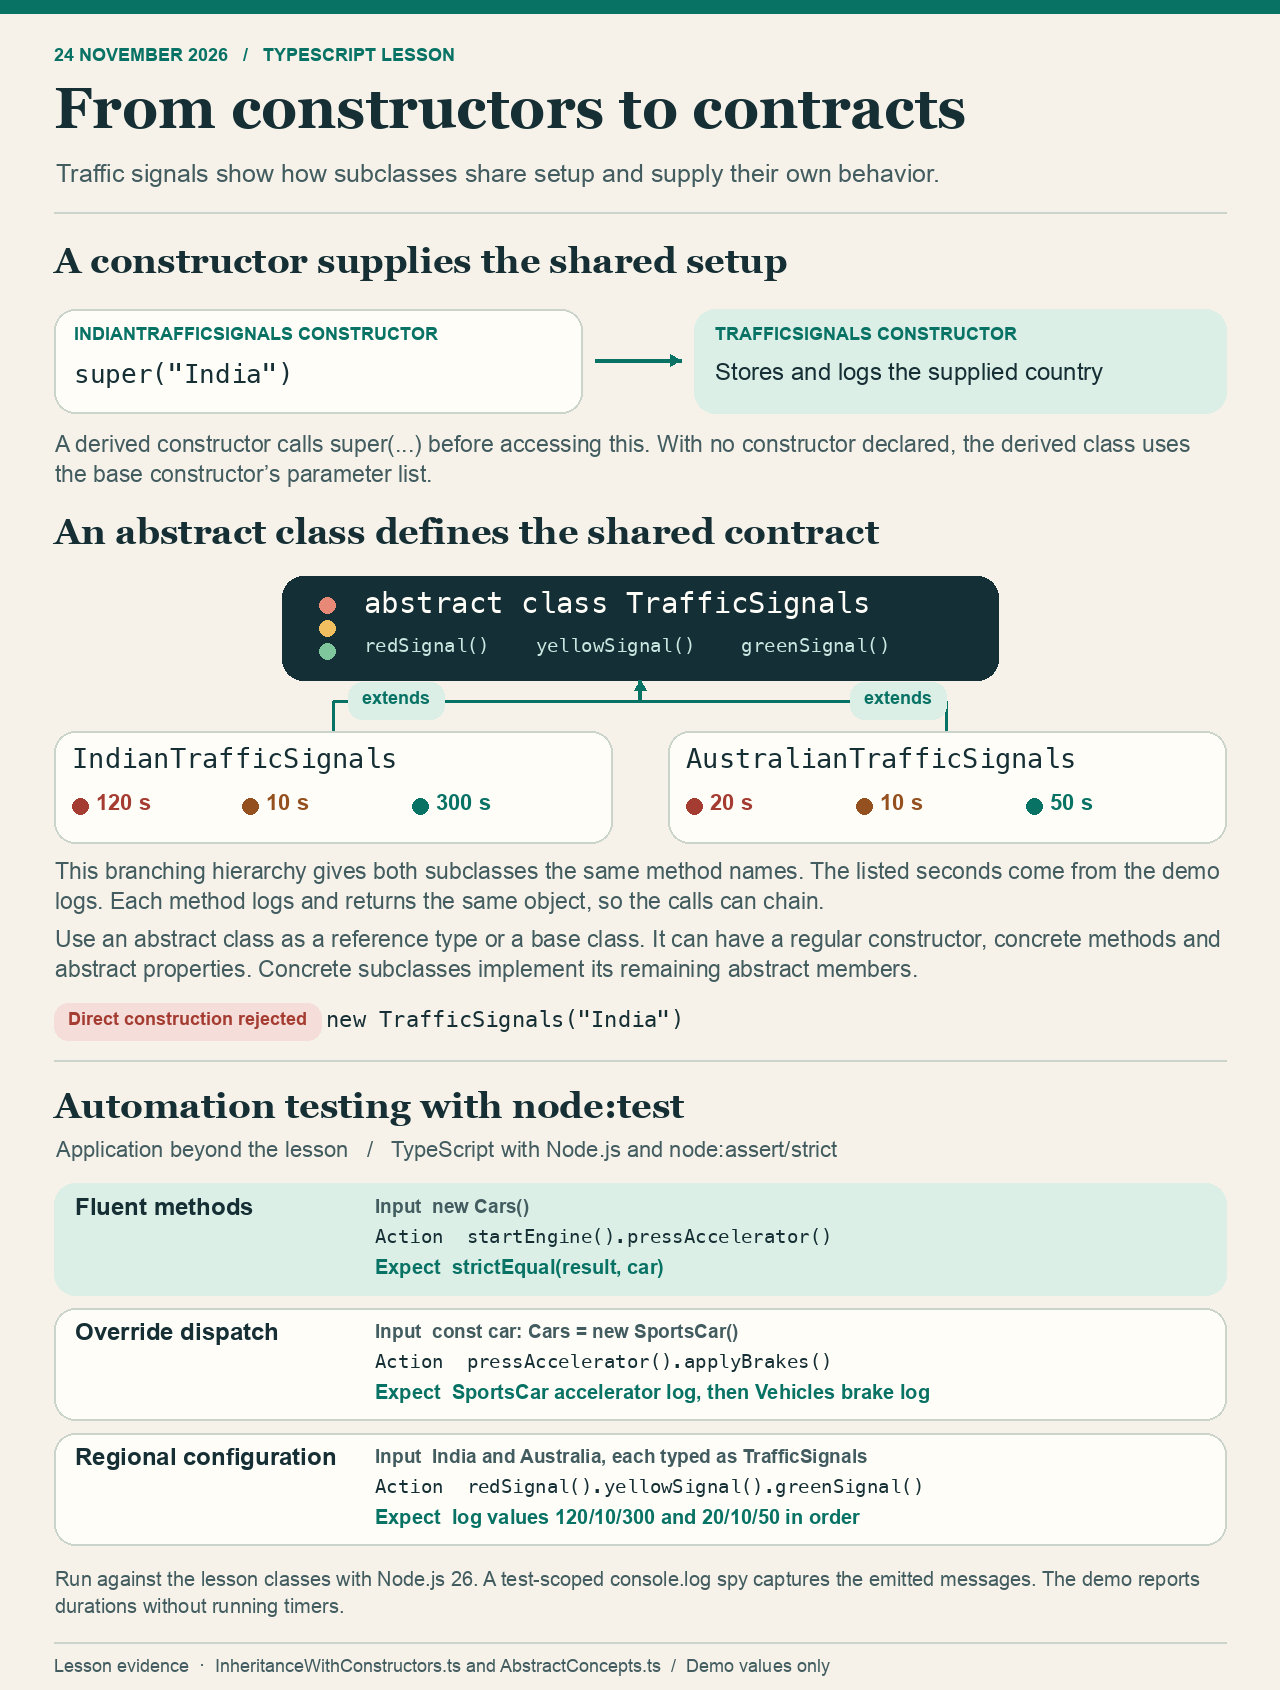 24 NOVEMBER 2026 / TYPESCRIPT LESSON
From constructors to contracts
Traffic signals show how subclasses share setup and supply their own behavior.
A constructor supplies the shared setup
INDIANTRAFFICSIGNALS CONSTRUCTOR
super("India")
TRAFFICSIGNALS CONSTRUCTOR
Stores and logs the supplied country
A derived constructor calls super(...) before accessing this. With no constructor declared, the derived class uses
the base constructor’s parameter list.
An abstract class defines the shared contract
abstract class TrafficSignals
redSignal() yellowSignal() greenSignal()
extends extends
IndianTrafficSignals
120 s 10 s 300 s
AustralianTrafficSignals
20 s 10 s 50 s
This branching hierarchy gives both subclasses the same method names. The listed seconds come from the demo
logs. Each method logs and returns the same object, so the calls can chain.
Use an abstract class as a reference type or a base class. It can have a regular constructor, concrete methods and
abstract properties. Concrete subclasses implement its remaining abstract members.
Direct construction rejected new TrafficSignals("India")
Automation testing with node:test
Application beyond the lesson / TypeScript with Node.js and node:assert/strict
Fluent methods
Input new Cars()
Action startEngine().pressAccelerator()
Expect strictEqual(result, car)
Override dispatch
Input const car: Cars = new SportsCar()
Action pressAccelerator().applyBrakes()
Expect SportsCar accelerator log, then Vehicles brake log
Regional configuration
Input India and Australia, each typed as TrafficSignals
Action redSignal().yellowSignal().greenSignal()
Expect log values 120/10/300 and 20/10/50 in order
Run against the lesson classes with Node.js 26. A test-scoped console.log spy captures the emitted messages. The demo reports
durations without running timers.
Lesson evidence · InheritanceWithConstructors.ts and AbstractConcepts.ts / Demo values only